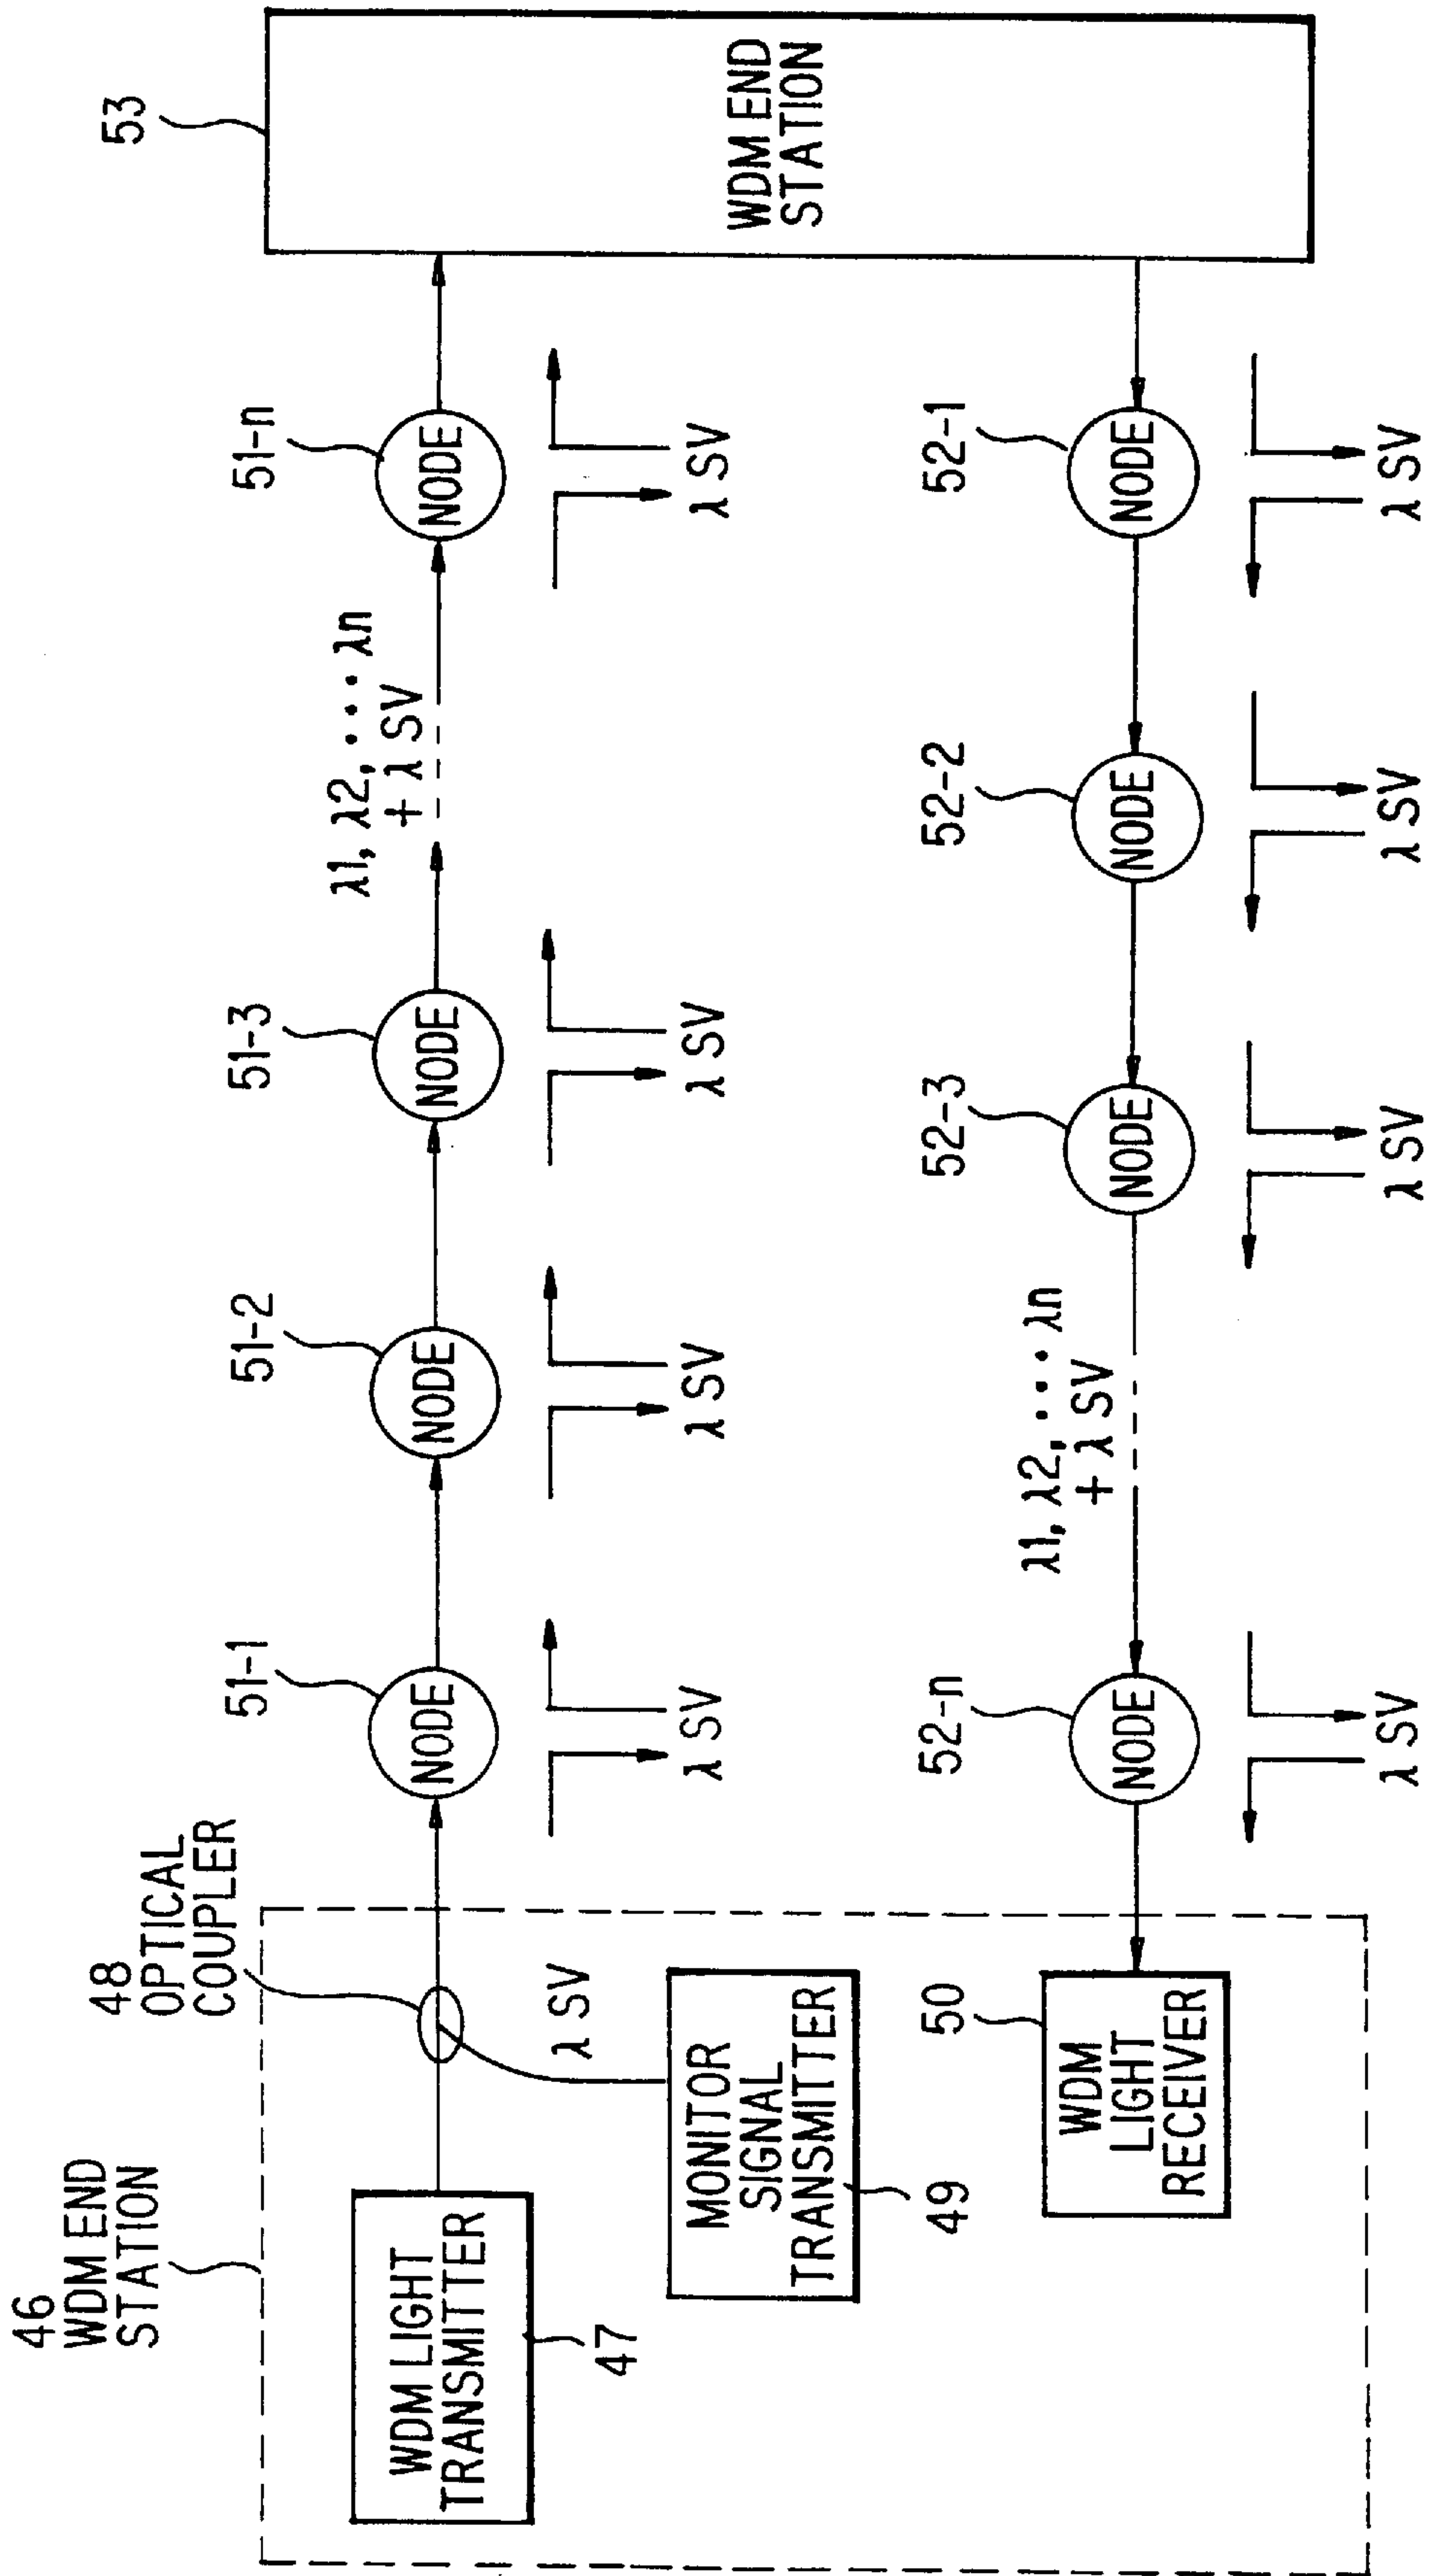 46
WDM END
STATION
48
OPTICAL
COUPLER
51-1
51-2
51-3
51-n
53
NODE
NODE
NODE
NODE
λ1, λ2, ···· λn
+ λ SV
WDM LIGHT
TRANSMITTER
47
λ SV
λ SV
λ SV
λ SV
λ SV
MONITOR
SIGNAL
TRANSMITTER
49
WDM END
STATION
50
52-n
52-3
52-2
52-1
λ1, λ2, ···· λn
+ λ SV
WDM
LIGHT
RECEIVER
NODE
NODE
NODE
NODE
λ SV
λ SV
λ SV
λ SV